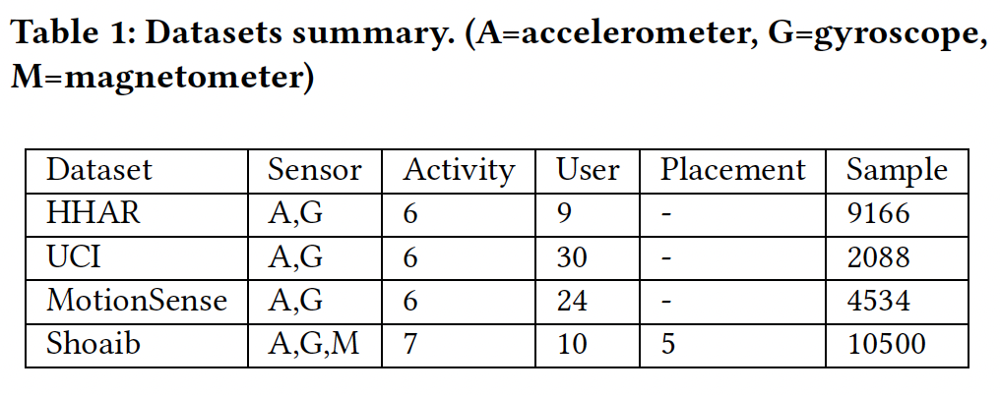 Table 1: Datasets summary. (A=accelerometer, G=gyroscope,
M=magnetometer)
Dataset Sensor Activity User Placement Sample
HHAR A,G 6 9 - 9166
UCI A,G 6 30 - 2088
MotionSense A,G 6 24 - 4534
Shoaib A,G,M 7 10 5 10500